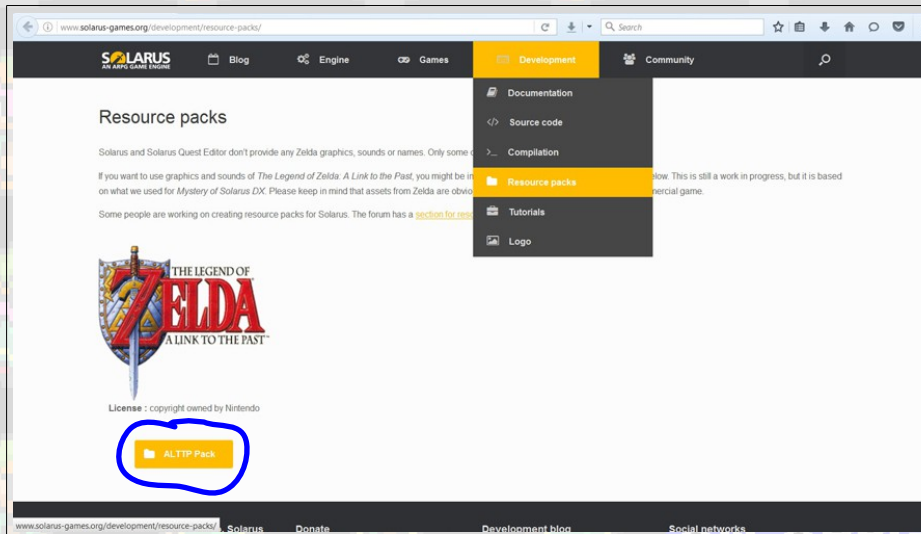 www.solarus-games.org/development/resource-packs/
Search
SOLARUS
AN ARPG GAME ENGINE
Blog
Engine
Games
Development
Community
Documentation
Source code
Compilation
Resource packs
Tutorials
Logo
Resource packs
Solarus and Solarus Quest Editor don't provide any Zelda graphics, sounds or names. Only some
If you want to use graphics and sounds of The Legend of Zelda: A Link to the Past, you might be in low. This is still a work in progress, but it is based
on what we used for Mystery of Solarus DX. Please keep in mind that assets from Zelda are obvio mercial game.
Some people are working on creating resource packs for Solarus. The forum has a section for reso
THE LEGEND OF
ZELDA
A LINK TO THE PAST
License : copyright owned by Nintendo
ALTTP Pack
www.solarus-games.org/development/resource-packs/
Solarus
Donate
Development blog
Social networks